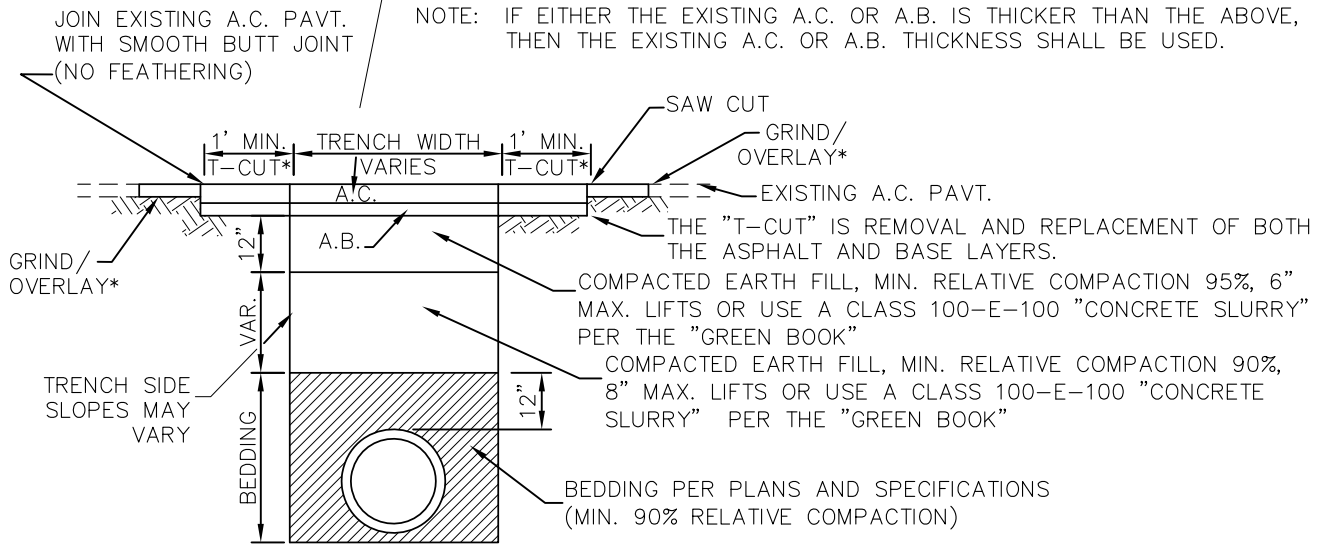 JOIN EXISTING A.C. PAVT.
WITH SMOOTH BUTT JOINT
(NO FEATHERING)
NOTE: IF EITHER THE EXISTING A.C. OR A.B. IS THICKER THAN THE ABOVE,
THEN THE EXISTING A.C. OR A.B. THICKNESS SHALL BE USED.
SAW CUT
1' MIN.
T-CUT*
TRENCH WIDTH
VARIES
1' MIN.
T-CUT*
GRIND/
OVERLAY*
A.C.
EXISTING A.C. PAVT.
A.B.
12"
THE "T-CUT" IS REMOVAL AND REPLACEMENT OF BOTH
THE ASPHALT AND BASE LAYERS.
GRIND/
OVERLAY*
COMPACTED EARTH FILL, MIN. RELATIVE COMPACTION 95%, 6"
MAX. LIFTS OR USE A CLASS 100-E-100 "CONCRETE SLURRY"
PER THE "GREEN BOOK"
VAR.
COMPACTED EARTH FILL, MIN. RELATIVE COMPACTION 90%,
8" MAX. LIFTS OR USE A CLASS 100-E-100 "CONCRETE
SLURRY" PER THE "GREEN BOOK"
TRENCH SIDE
SLOPES MAY
VARY
12"
BEDDING
BEDDING PER PLANS AND SPECIFICATIONS
(MIN. 90% RELATIVE COMPACTION)